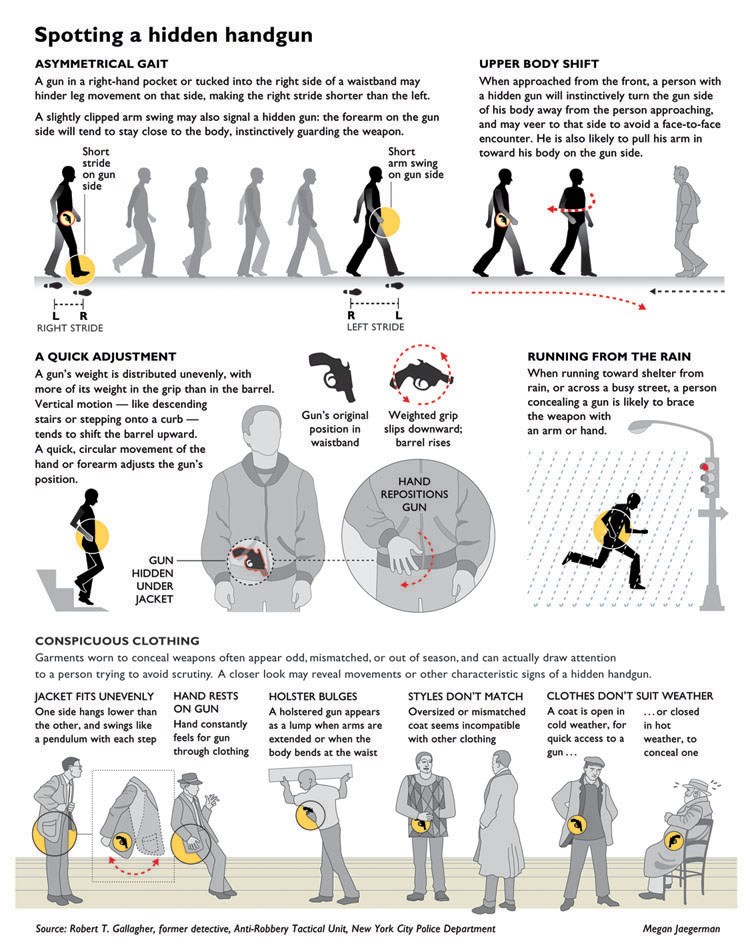 Spotting a hidden handgun
ASYMMETRICAL GAIT
A gun in a right-hand pocket or tucked into the right side of a waistband may
hinder leg movement on that side, making the right stride shorter than the left.
A slightly clipped arm swing may also signal a hidden gun: the forearm on the gun
side will tend to stay close to the body, instinctively guarding the weapon.
Short
stride
on gun
side
Short
arm swing
on gun side
L R
RIGHT STRIDE
R L
LEFT STRIDE
UPPER BODY SHIFT
When approached from the front, a person with
a hidden gun will instinctively turn the gun side
of his body away from the person approaching,
and may veer to that side to avoid a face-to-face
encounter. He is also likely to pull his arm in
toward his body on the gun side.
A QUICK ADJUSTMENT
A gun's weight is distributed unevenly, with
more of its weight in the grip than in the barrel.
Vertical motion — like descending
stairs or stepping onto a curb —
tends to shift the barrel upward.
A quick, circular movement of the
hand or forearm adjusts the gun's
position.
Gun's original
position in
waistband
Weighted grip
slips downward;
barrel rises
HAND
REPOSITIONS
GUN
GUN
HIDDEN
UNDER
JACKET
RUNNING FROM THE RAIN
When running toward shelter from
rain, or across a busy street, a person
concealing a gun is likely to brace
the weapon with
an arm or hand.
CONSPICUOUS CLOTHING
Garments worn to conceal weapons often appear odd, mismatched, or out of season, and can actually draw attention
to a person trying to avoid scrutiny. A closer look may reveal movements or other characteristic signs of a hidden handgun.
JACKET FITS UNEVENLY
One side hangs lower than
the other, and swings like
a pendulum with each step
HAND RESTS
ON GUN
Hand constantly
feels for gun
through clothing
HOLSTER BULGES
A holstered gun appears
as a lump when arms are
extended or when the
body bends at the waist
STYLES DON'T MATCH
Oversized or mismatched
coat seems incompatible
with other clothing
CLOTHES DON'T SUIT WEATHER
A coat is open in
cold weather, for
quick access to a
gun ...
... or closed
in hot
weather, to
conceal one
Source: Robert T. Gallagher, former detective, Anti-Robbery Tactical Unit, New York City Police Department
Megan Jaegerman